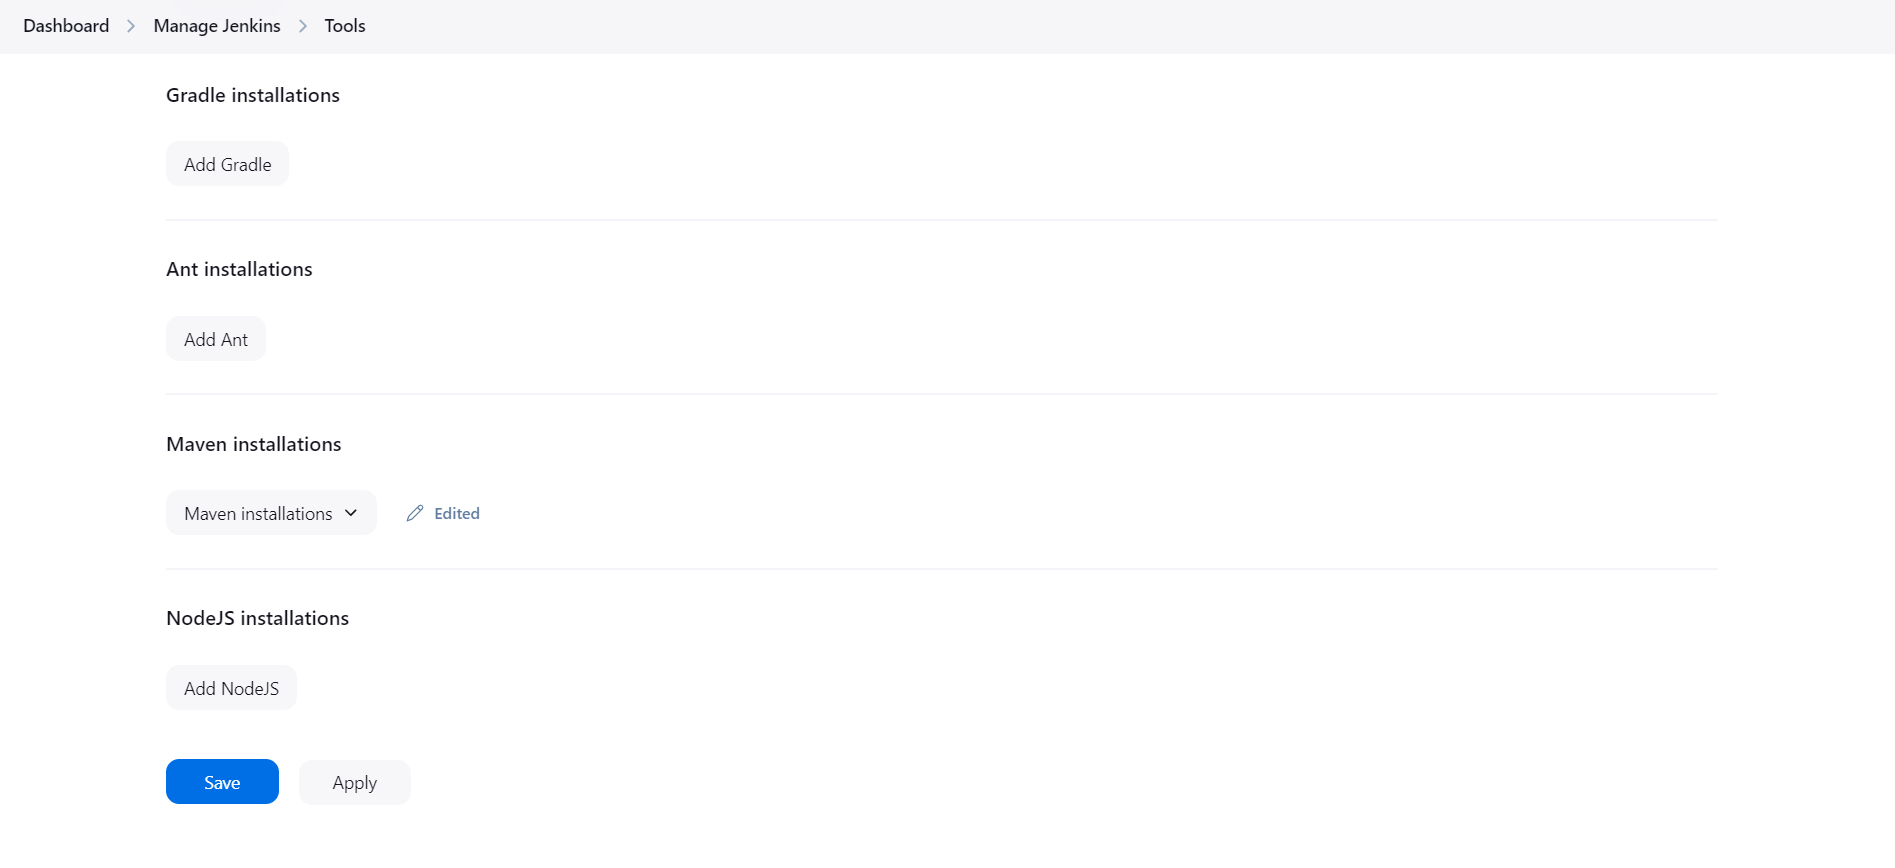 Dashboard > Manage Jenkins > Tools
Gradle installations
Add Gradle
Ant installations
Add Ant
Maven installations
Maven installations Edited
NodeJS installations
Add NodeJS
Save Apply